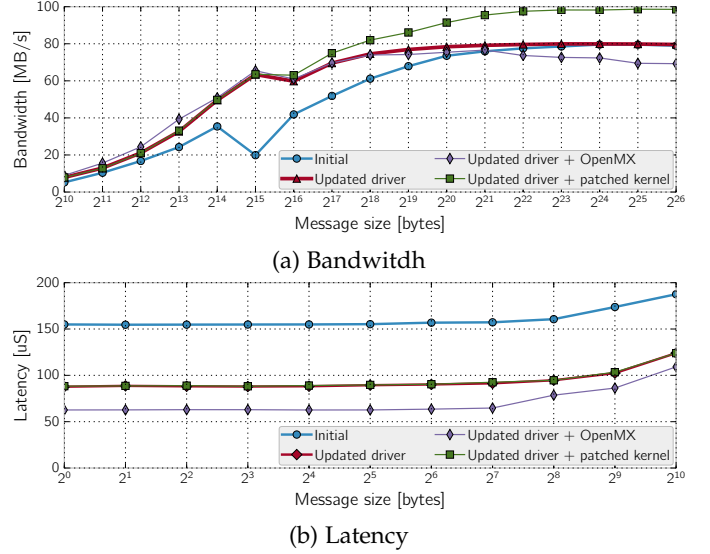 Bandwidth [MB/s]
100
80
60
40
20
0
Initial
Updated driver
Updated driver + OpenMX
Updated driver + patched kernel
2^10 2^11 2^12 2^13 2^14 2^15 2^16 2^17 2^18 2^19 2^20 2^21 2^22 2^23 2^24 2^25 2^26
Message size [bytes]
(a) Bandwitdh
Latency [uS]
200
150
100
50
0
Initial
Updated driver
Updated driver + OpenMX
Updated driver + patched kernel
2^0 2^1 2^2 2^3 2^4 2^5 2^6 2^7 2^8 2^9 2^10
Message size [bytes]
(b) Latency